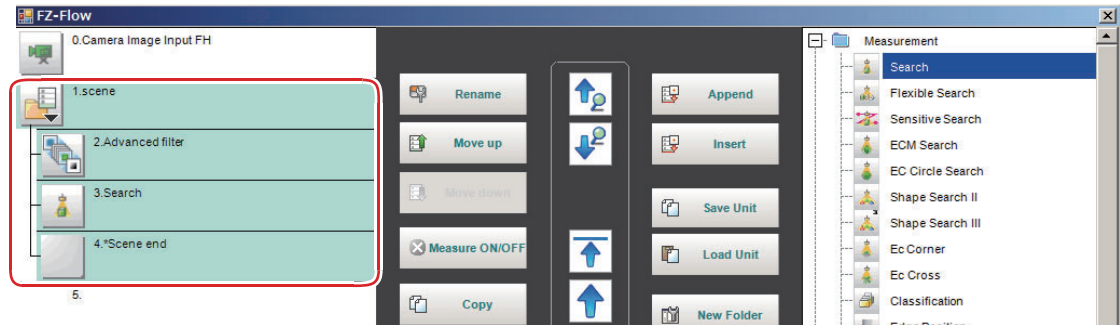 FZ-Flow
0.Camera Image Input FH
1.scene
2.Advanced filter
3.Search
4.*Scene end
5.
Rename
Move up
Move down
Measure ON/OFF
Copy
Append
Insert
Save Unit
Load Unit
New Folder
Measurement
Search
Flexible Search
Sensitive Search
ECM Search
EC Circle Search
Shape Search II
Shape Search III
Ec Corner
Ec Cross
Classification
Edge Position